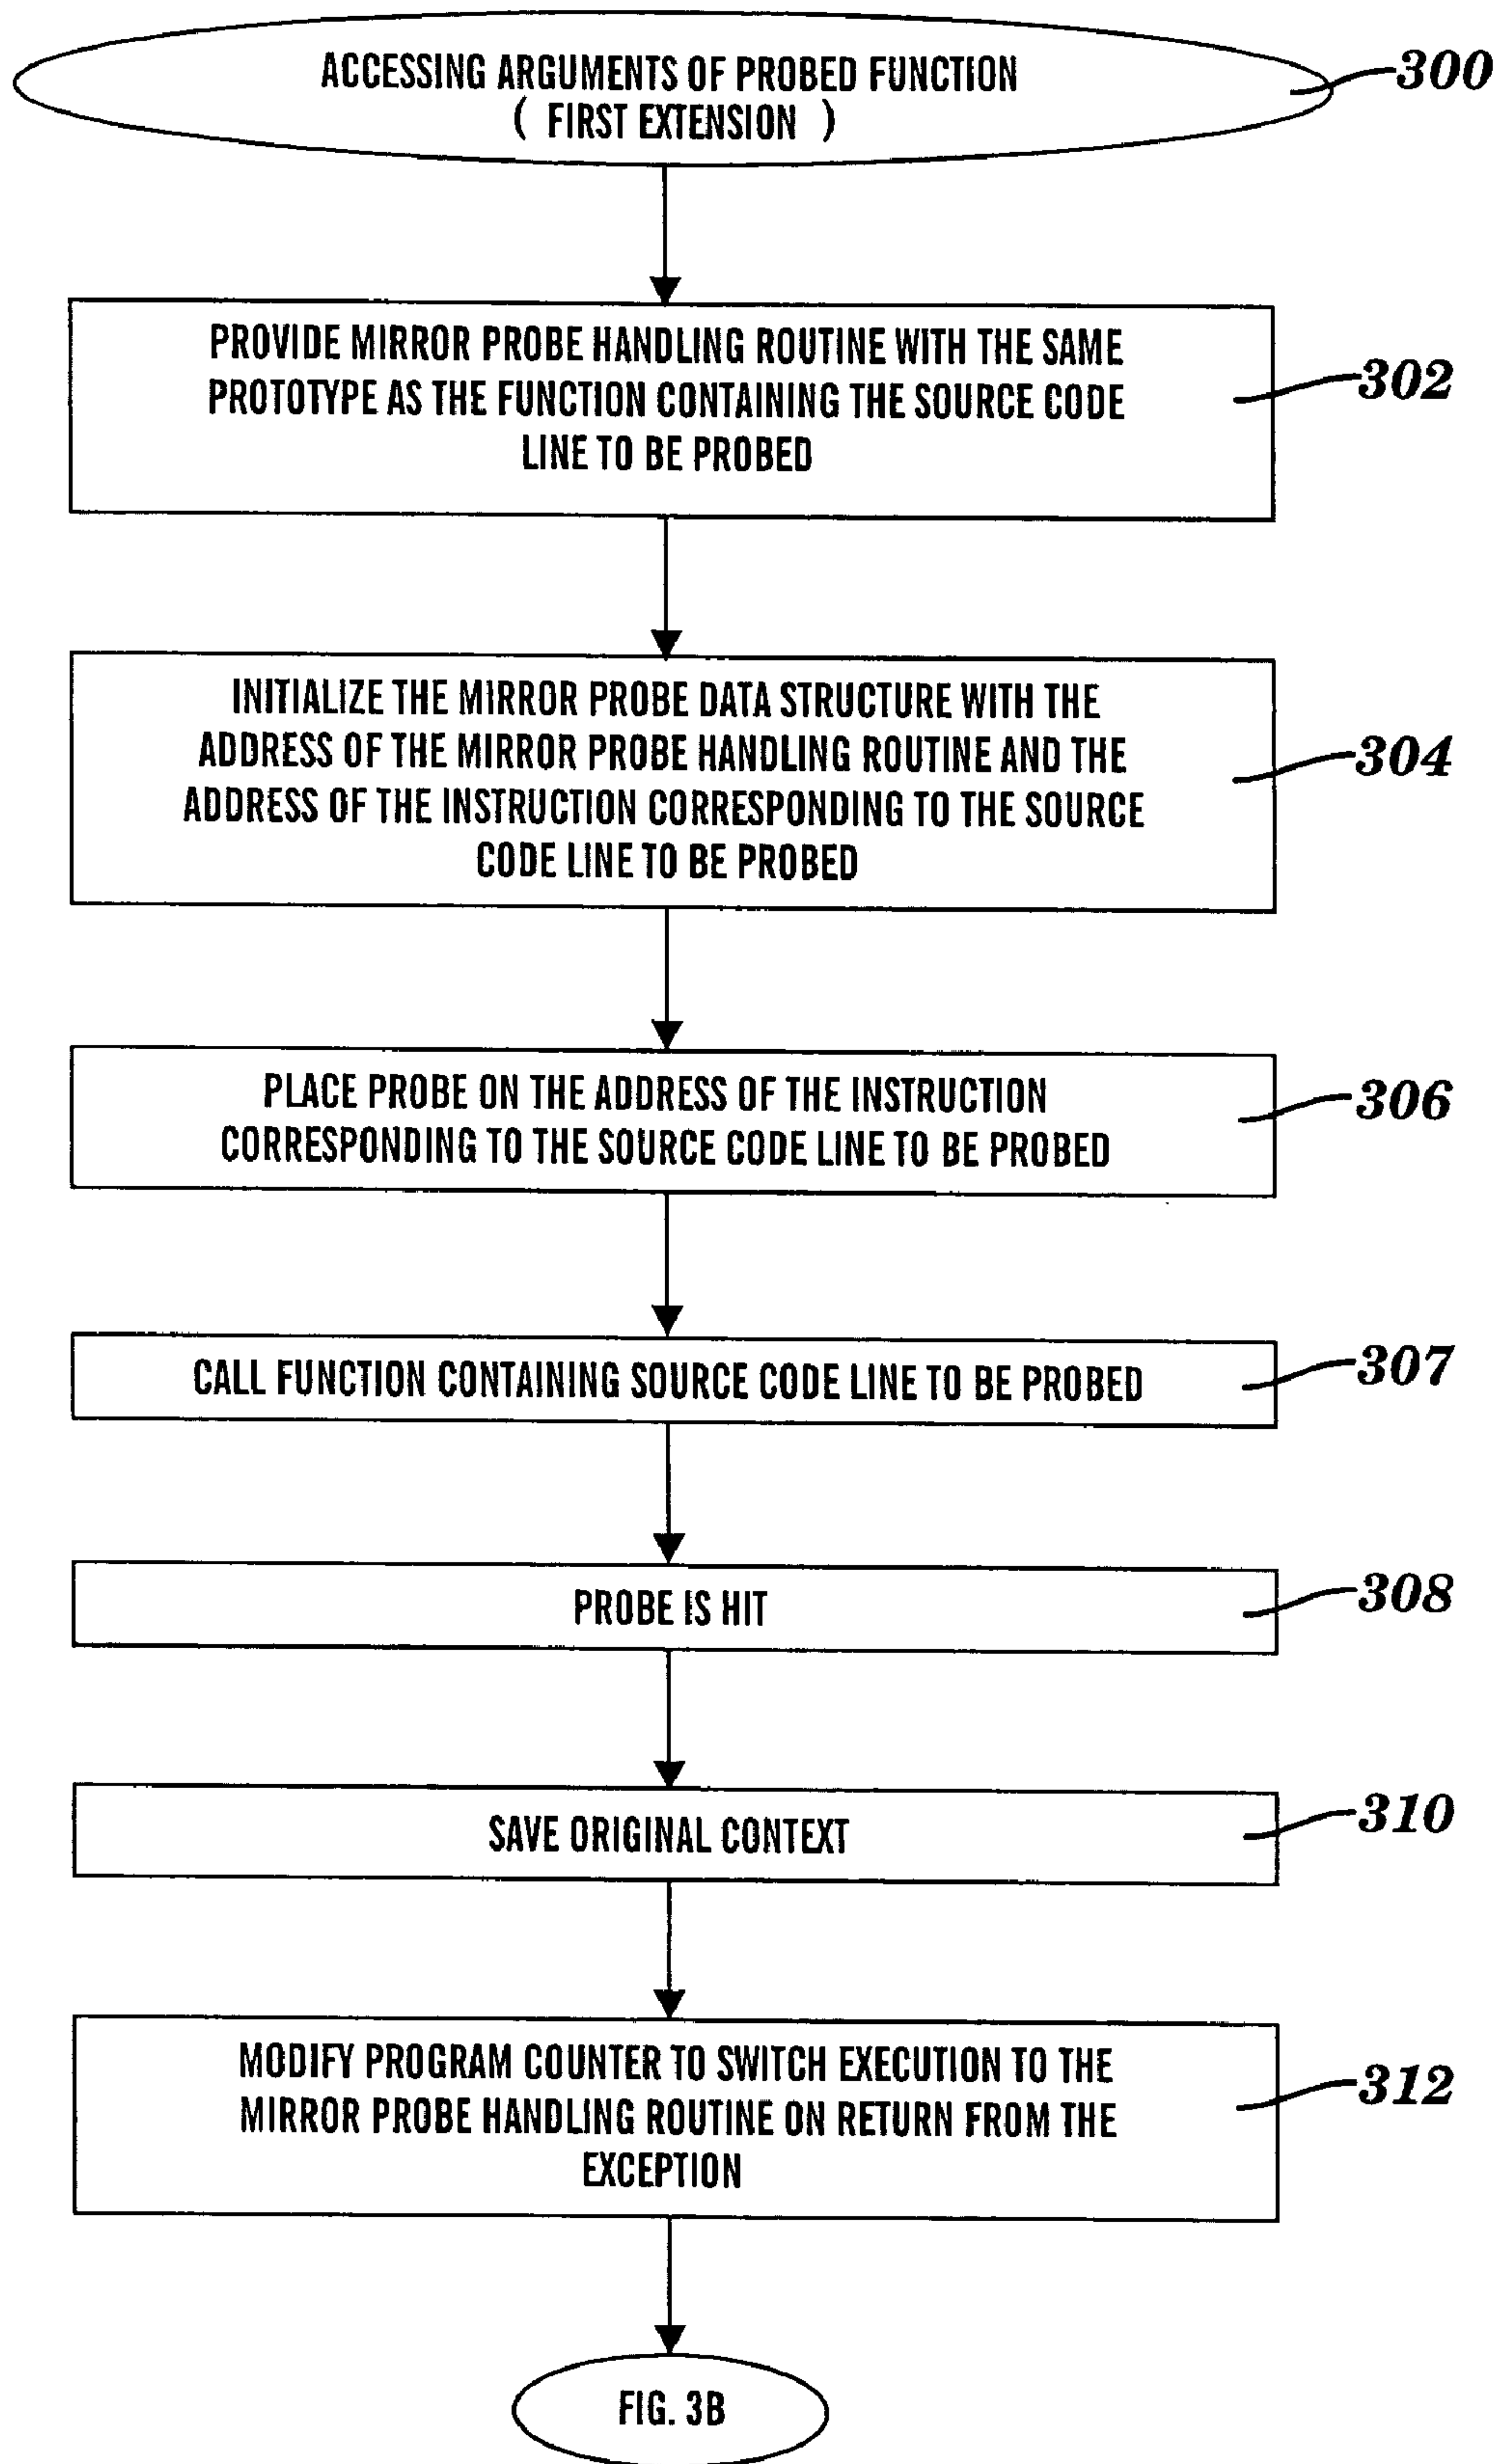 ACCESSING ARGUMENTS OF PROBED FUNCTION
( FIRST EXTENSION )
300
PROVIDE MIRROR PROBE HANDLING ROUTINE WITH THE SAME
PROTOTYPE AS THE FUNCTION CONTAINING THE SOURCE CODE
LINE TO BE PROBED
302
INITIALIZE THE MIRROR PROBE DATA STRUCTURE WITH THE
ADDRESS OF THE MIRROR PROBE HANDLING ROUTINE AND THE
ADDRESS OF THE INSTRUCTION CORRESPONDING TO THE SOURCE
CODE LINE TO BE PROBED
304
PLACE PROBE ON THE ADDRESS OF THE INSTRUCTION
CORRESPONDING TO THE SOURCE CODE LINE TO BE PROBED
306
CALL FUNCTION CONTAINING SOURCE CODE LINE TO BE PROBED
307
PROBE IS HIT
308
SAVE ORIGINAL CONTEXT
310
MODIFY PROGRAM COUNTER TO SWITCH EXECUTION TO THE
MIRROR PROBE HANDLING ROUTINE ON RETURN FROM THE
EXCEPTION
312
FIG. 3B